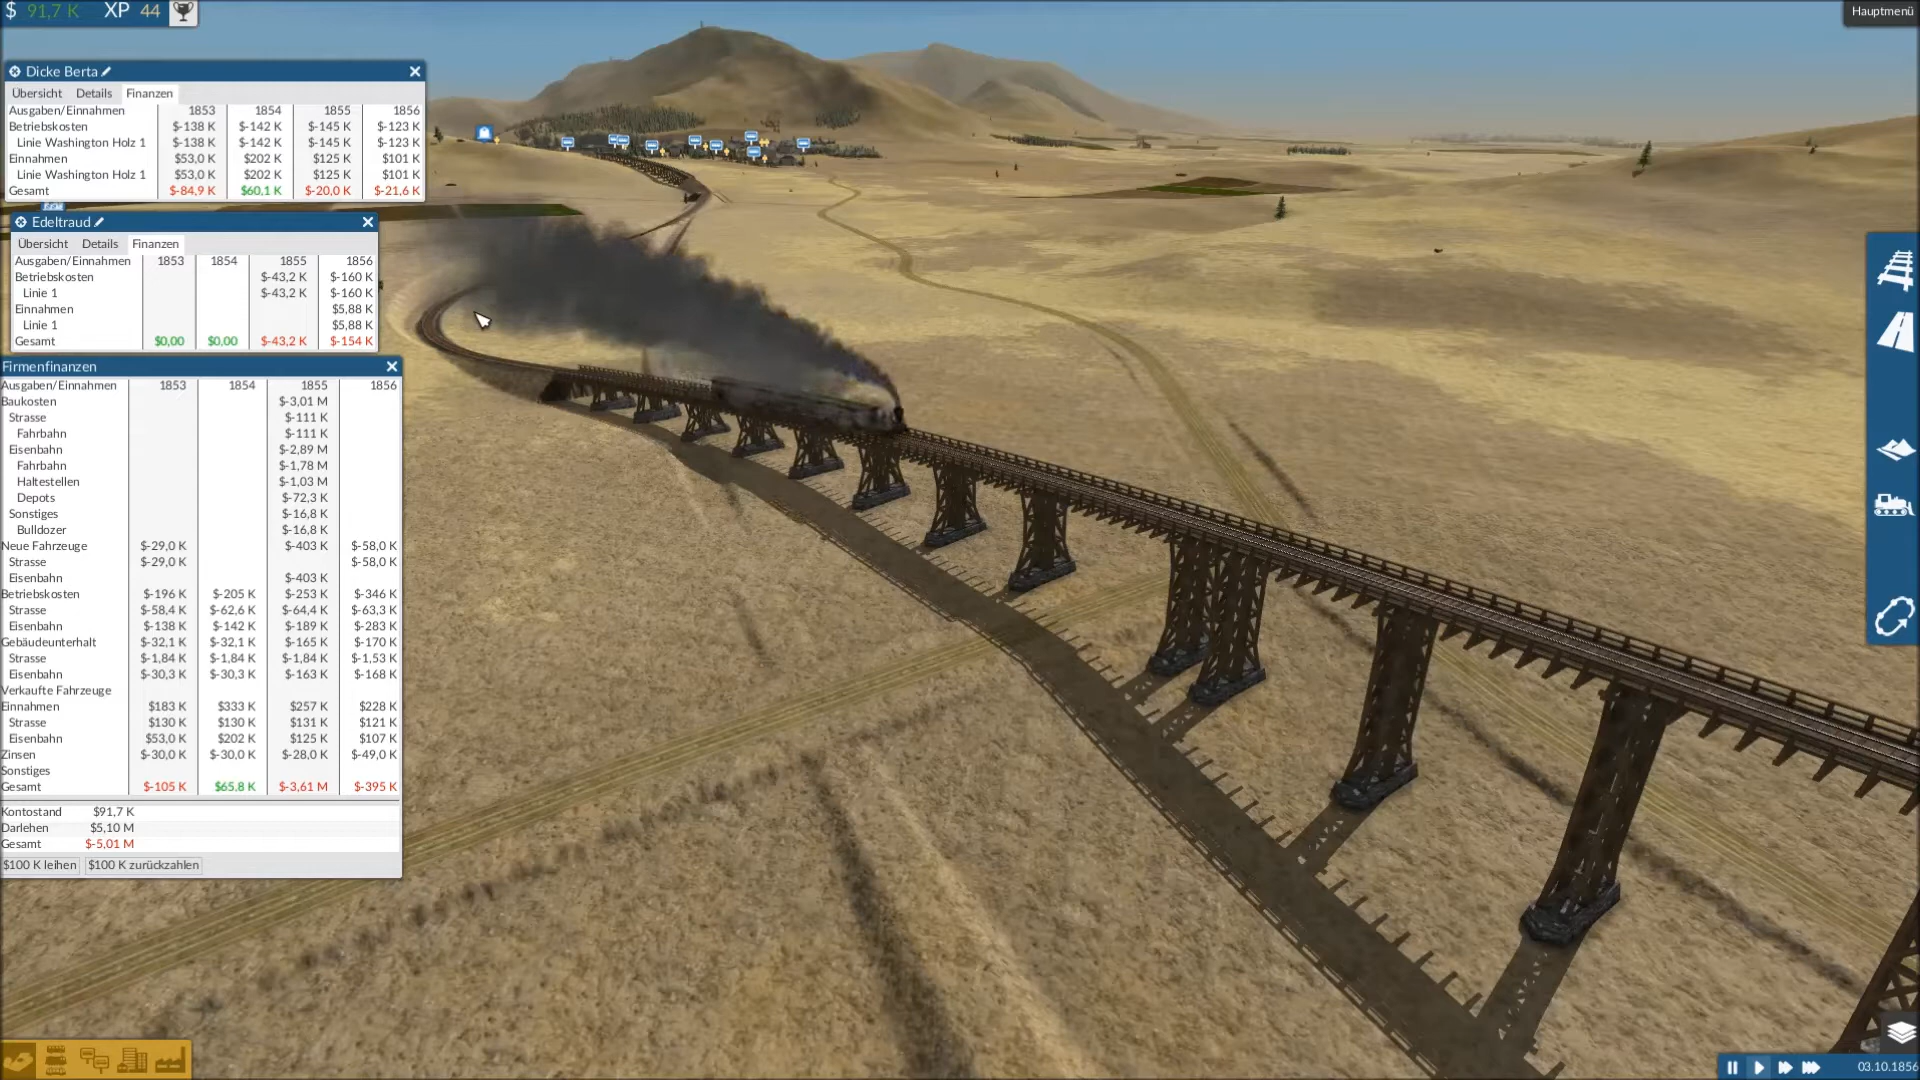 $ 91,7 K XP 44
Hauptmenü
Dicke Berta
Übersicht Details Finanzen
Ausgaben/Einnahmen 1853 1854 1855 1856
Betriebskosten $-138 K $-142 K $-145 K $-123 K
Linie Washington Holz 1 $-138 K $-142 K $-145 K $-123 K
Einnahmen $53,0 K $202 K $125 K $101 K
Linie Washington Holz 1 $53,0 K $202 K $125 K $101 K
Gesamt $-84,9 K $60,1 K $-20,0 K $-21,6 K
Edeltraud
Übersicht Details Finanzen
Ausgaben/Einnahmen 1853 1854 1855 1856
Betriebskosten $-43,2 K $-160 K
Linie 1 $-43,2 K $-160 K
Einnahmen $5,88 K
Linie 1 $5,88 K
Gesamt $0,00 $0,00 $-43,2 K $-154 K
Firmenfinanzen
Ausgaben/Einnahmen 1853 1854 1855 1856
Baukosten $-3,01 M
Strasse $-111 K
Fahrbahn $-111 K
Eisenbahn $-2,89 M
Fahrbahn $-1,78 M
Haltestellen $-1,03 M
Depots $-72,3 K
Sonstiges $-16,8 K
Bulldozer $-16,8 K
Neue Fahrzeuge $-29,0 K $-403 K $-58,0 K
Strasse $-29,0 K $-58,0 K
Eisenbahn $-403 K
Betriebskosten $-196 K $-205 K $-253 K $-346 K
Strasse $-58,4 K $-62,6 K $-64,4 K $-63,3 K
Eisenbahn $-138 K $-142 K $-189 K $-283 K
Gebäudeunterhalt $-32,1 K $-32,1 K $-165 K $-170 K
Strasse $-1,84 K $-1,84 K $-1,84 K $-1,53 K
Eisenbahn $-30,3 K $-30,3 K $-163 K $-168 K
Verkaufte Fahrzeuge
Einnahmen $183 K $333 K $257 K $228 K
Strasse $130 K $130 K $131 K $121 K
Eisenbahn $53,0 K $202 K $125 K $107 K
Zinsen $-30,0 K $-30,0 K $-28,0 K $-49,0 K
Sonstiges
Gesamt $-105 K $65,8 K $-3,61 M $-395 K
Kontostand $91,7 K
Darlehen $5,10 M
Gesamt $-5,01 M
$100 K leihen $100 K zurückzahlen
03.10.1856